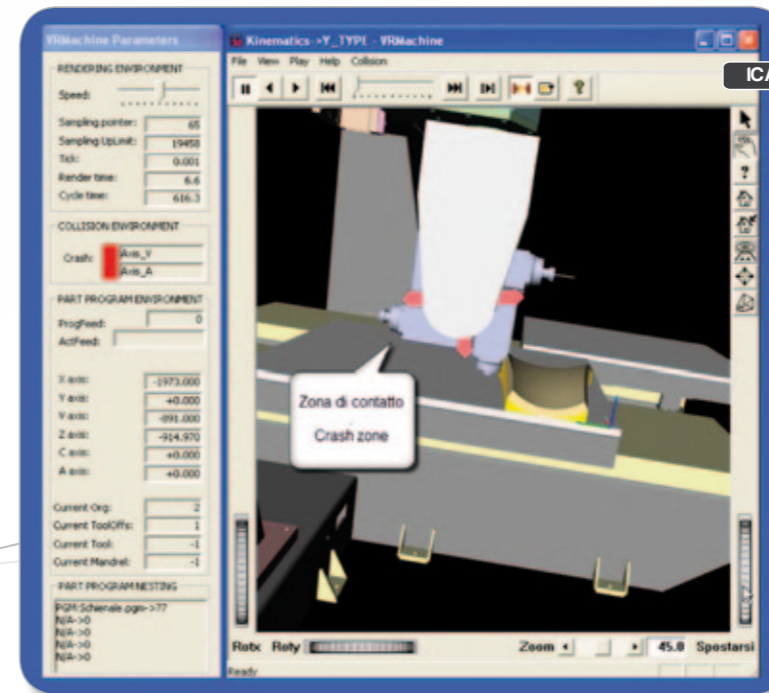 VRMachine Parameters
RENDERING ENVIRONMENT
Speed:
Sampling pointer: 65
Sampling UpLimit: 19458
Tick: 0.001
Render time: 6.6
Cycle time: 616.3
COLLISION ENVIRONMENT
Crash: Axis_V
Axis_A
PART PROGRAM ENVIRONMENT
ProgFeed: 0
ActFeed:
X axis: -1973.000
Y axis: +0.000
V axis: -891.000
Z axis: -914.970
C axis: +0.000
A axis: +0.000
Current Org: 2
Current ToolOffs: 1
Current Tool: -1
Current Mandrel: -1
PART PROGRAM NESTING
PGM:Schienale.pgm->77
N/A->0
N/A->0
N/A->0
N/A->0
Kinematics->Y_TYPE - VRMachine
File View Play Help Collision
ICA
Zona di contatto
Crash zone
Rotx Roty Zoom 45.0 Spostarsi
Ready